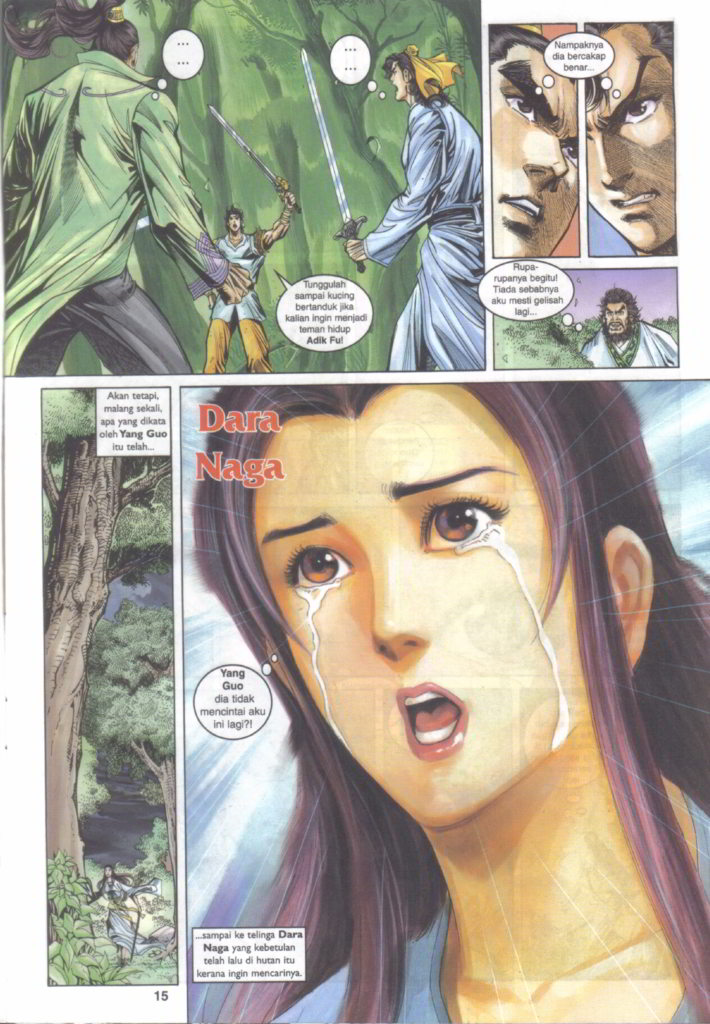 ...
...
...
...
Tunggulah
sampai kucing
bertanduk jika
kalian ingin menjadi
teman hidup
Adik Fu!
Nampaknya
dia bercakap
benar...
Rupa-
rupanya begitu!
Tiada sebabnya
aku mesti gelisah
lagi...
Akan tetapi,
malang sekali,
apa yang dikata
oleh Yang Guo
itu telah...
Dara
Naga
Yang
Guo
dia tidak
mencintai aku
ini lagi?!
...sampai ke telinga Dara
Naga yang kebetulan
telah lalu di hutan itu
kerana ingin mencarinya.
15